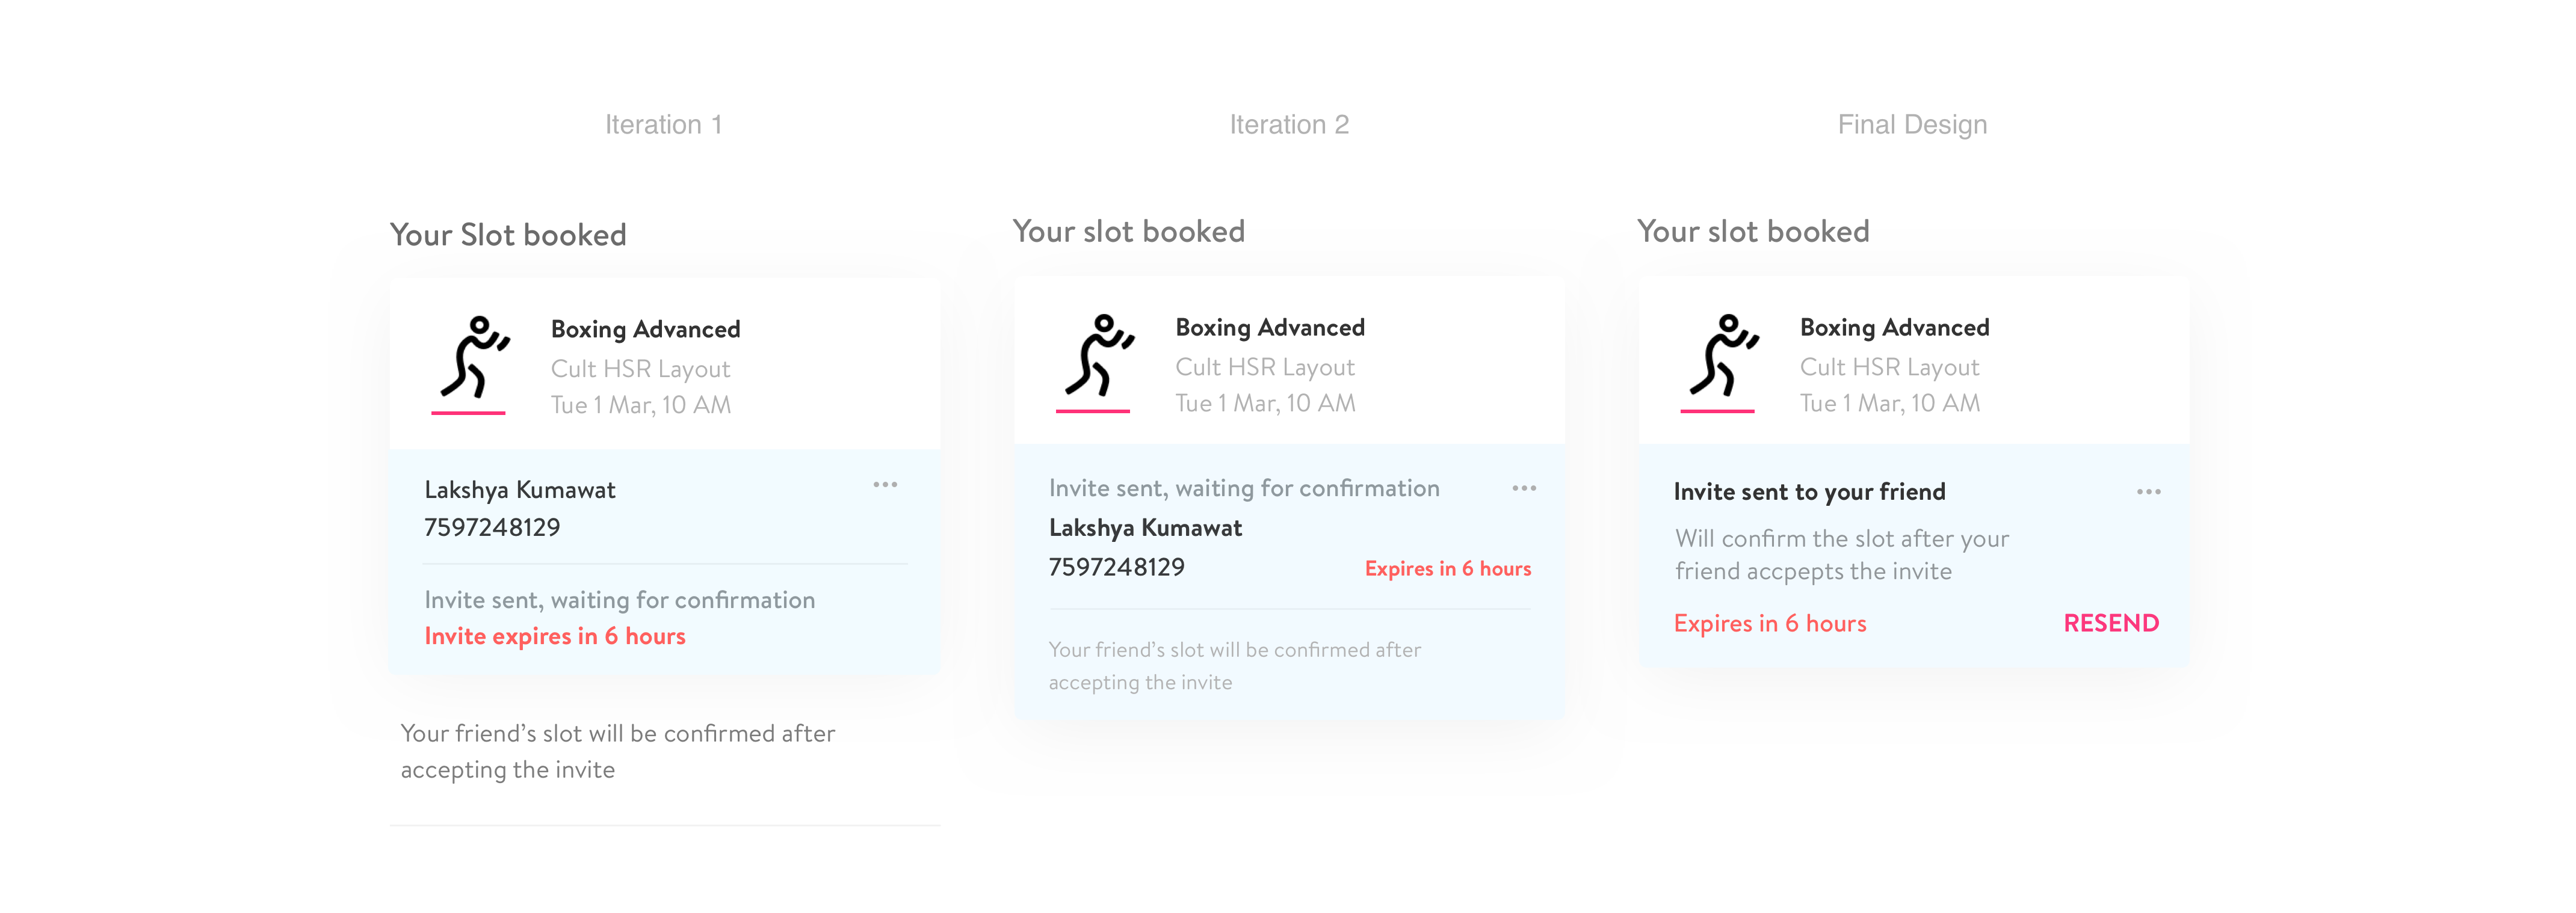 Iteration 1
Your Slot booked
Boxing Advanced
Cult HSR Layout
Tue 1 Mar, 10 AM
Lakshya Kumawat
7597248129
Invite sent, waiting for confirmation
Invite expires in 6 hours
Your friend’s slot will be confirmed after
accepting the invite
Iteration 2
Your slot booked
Boxing Advanced
Cult HSR Layout
Tue 1 Mar, 10 AM
Invite sent, waiting for confirmation
Lakshya Kumawat
7597248129
Expires in 6 hours
Your friend’s slot will be confirmed after
accepting the invite
Final Design
Your slot booked
Boxing Advanced
Cult HSR Layout
Tue 1 Mar, 10 AM
Invite sent to your friend
Will confirm the slot after your
friend accpepts the invite
Expires in 6 hours
RESEND